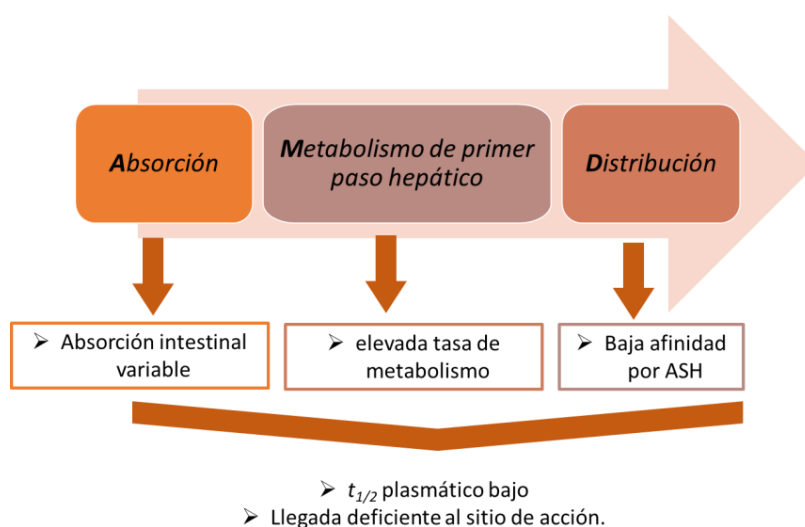 Absorción
Metabolismo de primer
paso hepático
Distribución
➢ Absorción intestinal
variable
➢ elevada tasa de
metabolismo
➢ Baja afinidad
por ASH
➢ t1/2 plasmático bajo
➢ Llegada deficiente al sitio de acción.